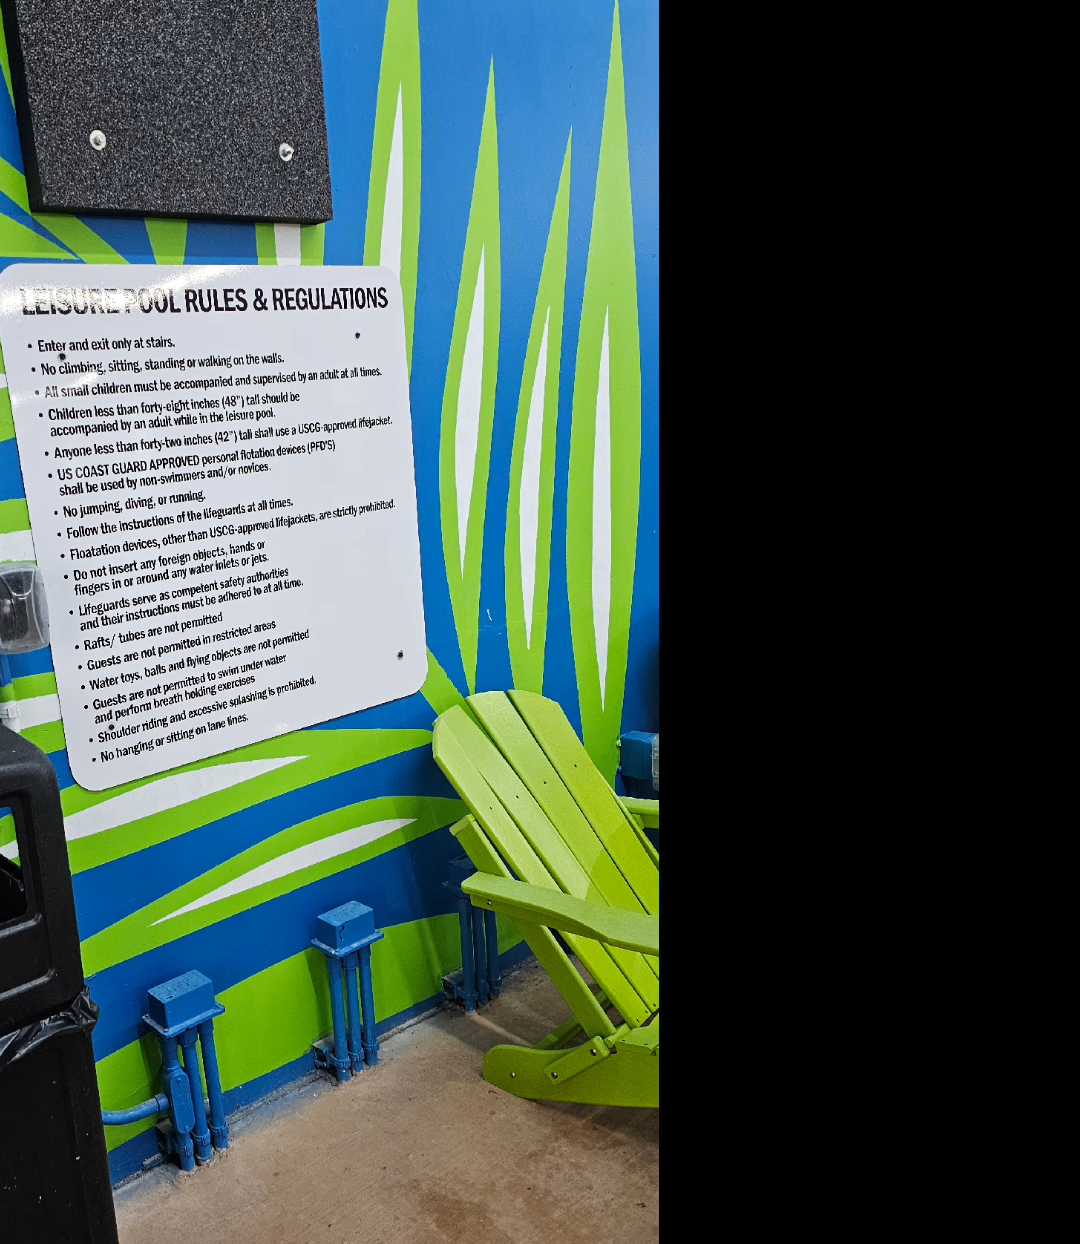 LEISURE POOL RULES & REGULATIONS
• Enter and exit only at stairs.
• No climbing, sitting, standing or walking on the walls.
• All small children must be accompanied and supervised by an adult at all times.
• Children less than forty-eight inches (48") tall should be
accompanied by an adult while in the leisure pool.
• Anyone less than forty-two inches (42") tall shall use a USCG-approved lifejacket.
• US COAST GUARD APPROVED personal flotation devices (PFD'S)
shall be used by non-swimmers and/or novices.
• No jumping, diving, or running.
• Follow the instructions of the lifeguards at all times.
• Floatation devices, other than USCG-approved lifejackets, are strictly prohibited.
• Do not insert any foreign objects, hands or
fingers in or around any water inlets or jets.
• Lifeguards serve as competent safety authorities
and their instructions must be adhered to at all time.
• Rafts/ tubes are not permitted
• Guests are not permitted in restricted areas
• Water toys, balls and flying objects are not permitted
• Guests are not permitted to swim under water
and perform breath holding exercises
• Shoulder riding and excessive splashing is prohibited.
• No hanging or sitting on lane lines.